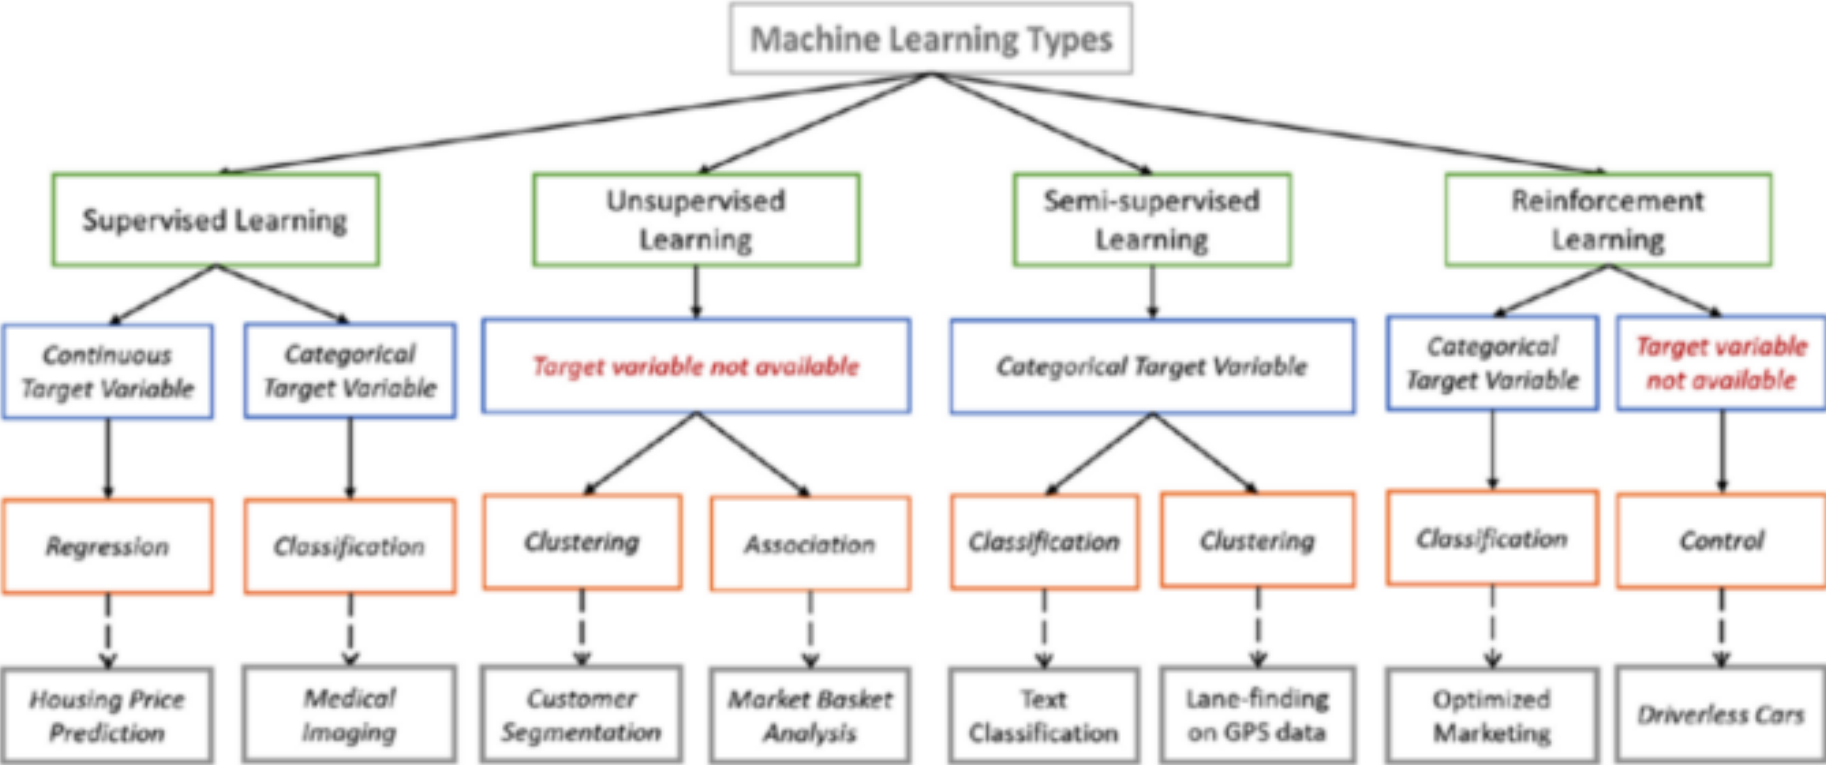 Machine Learning Types
Supervised Learning
Unsupervised
Learning
Semi-supervised
Learning
Reinforcement
Learning
Continuous
Target Variable
Categorical
Target Variable
Target variable not available
Categorical Target Variable
Categorical
Target Variable
Target variable
not available
Regression
Classification
Clustering
Association
Classification
Clustering
Classification
Control
Housing Price
Prediction
Medical
Imaging
Customer
Segmentation
Market Basket
Analysis
Text
Classification
Lane-finding
on GPS data
Optimized
Marketing
Driverless Cars